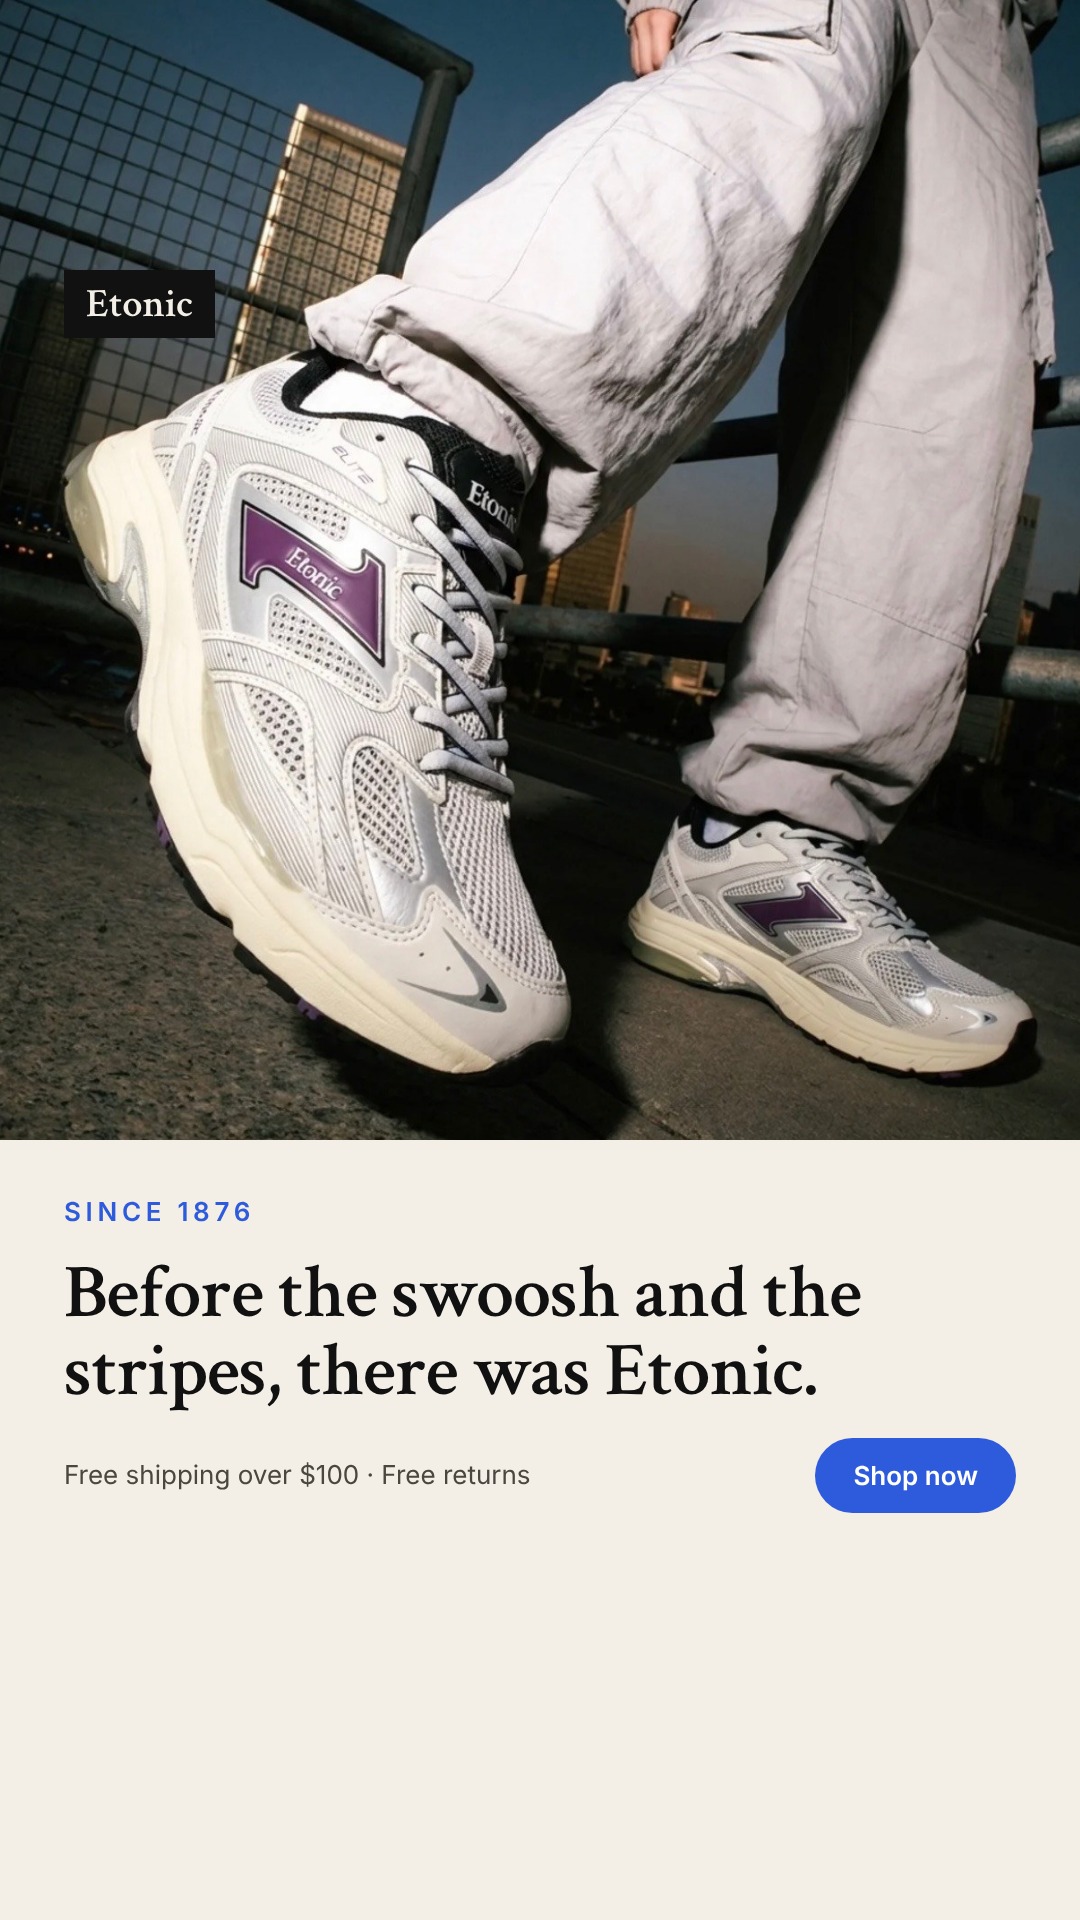 Etonic
ELITE
Etonic
Etonic
SINCE 1876
Before the swoosh and the
stripes, there was Etonic.
Free shipping over $100 · Free returns
Shop now